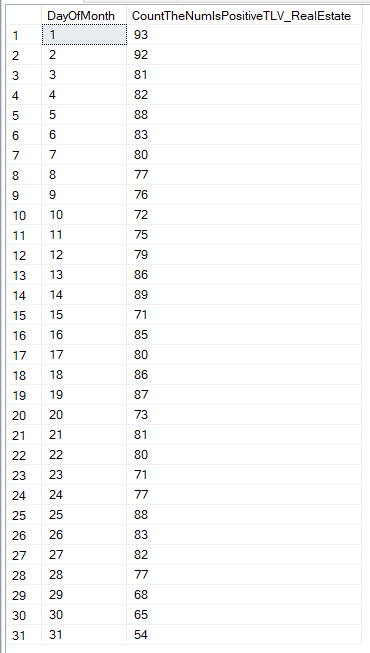 DayOfMonth CountTheNumIsPositiveTLV_RealEstate
1 1 93
2 2 92
3 3 81
4 4 82
5 5 88
6 6 83
7 7 80
8 8 77
9 9 76
10 10 72
11 11 75
12 12 79
13 13 86
14 14 89
15 15 71
16 16 85
17 17 80
18 18 86
19 19 87
20 20 73
21 21 81
22 22 80
23 23 71
24 24 77
25 25 88
26 26 83
27 27 82
28 28 77
29 29 68
30 30 65
31 31 54